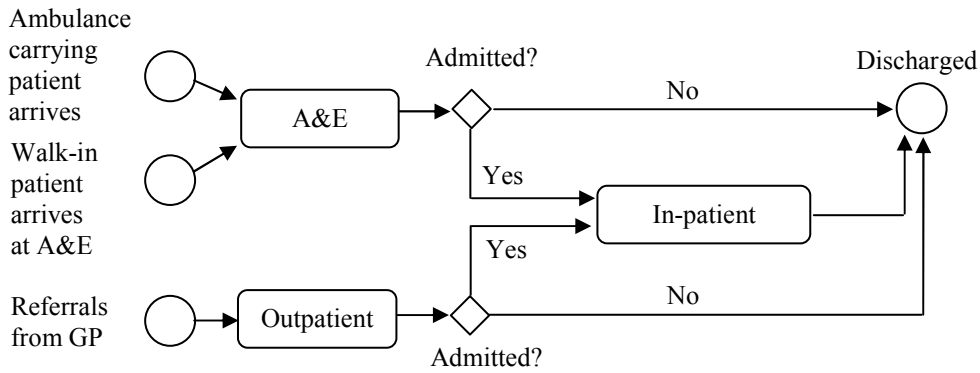 Ambulance
carrying
patient
arrives
Admitted?
Discharged
No
A&E
Walk-in
patient
arrives
at A&E
Yes
In-patient
Yes
Referrals
from GP
Outpatient
No
Admitted?